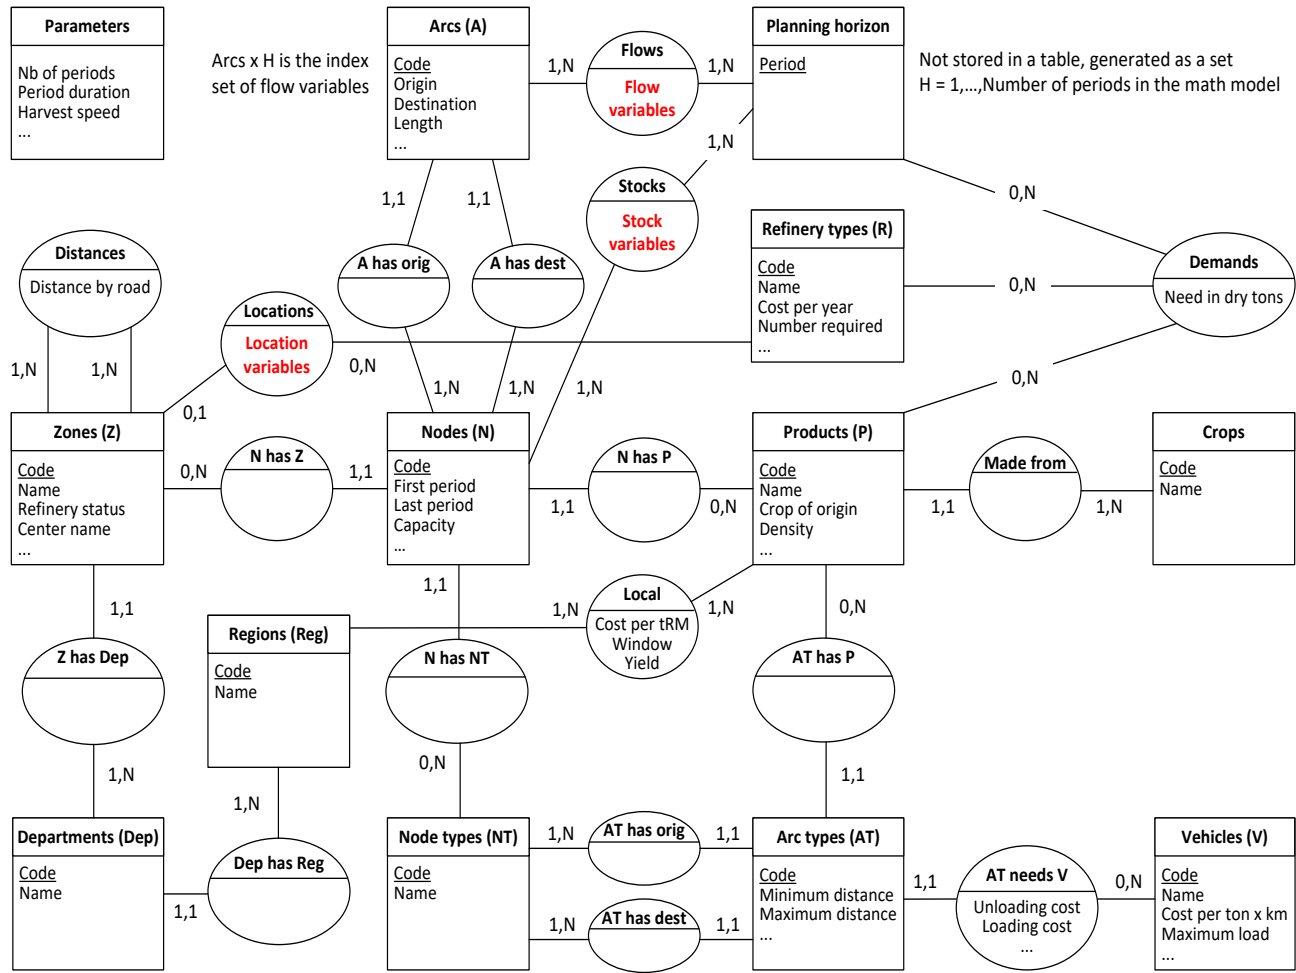 Parameters
Nb of periods
Period duration
Harvest speed
...
Arcs x H is the index
set of flow variables
Arcs (A)
Code
Origin
Destination
Length
...
1,N
Flows
Flow
variables
1,N
Planning horizon
Period
Not stored in a table, generated as a set
H = 1,...,Number of periods in the math model
1,N
1,1
1,1
Stocks
Stock
variables
0,N
Distances
Distance by road
A has orig
A has dest
Refinery types (R)
Code
Name
Cost per year
Number required
...
0,N
Demands
Need in dry tons
Locations
Location
variables
0,N
1,N
1,N
0,1
1,N
1,N
1,N
0,N
Zones (Z)
Code
Name
Refinery status
Center name
...
0,N
N has Z
1,1
Nodes (N)
Code
First period
Last period
Capacity
...
1,1
N has P
0,N
Products (P)
Code
Name
Crop of origin
Density
...
1,1
Made from
1,N
Crops
Code
Name
1,1
1,1
1,N
Local
Cost per tRM
Window
Yield
1,N
0,N
Z has Dep
Regions (Reg)
Code
Name
N has NT
AT has P
1,N
1,N
0,N
1,1
Departments (Dep)
Code
Name
1,1
Dep has Reg
Node types (NT)
Code
Name
1,N
AT has orig
1,1
1,N
AT has dest
1,1
Arc types (AT)
Code
Minimum distance
Maximum distance
...
1,1
AT needs V
Unloading cost
Loading cost
...
0,N
Vehicles (V)
Code
Name
Cost per ton x km
Maximum load
...